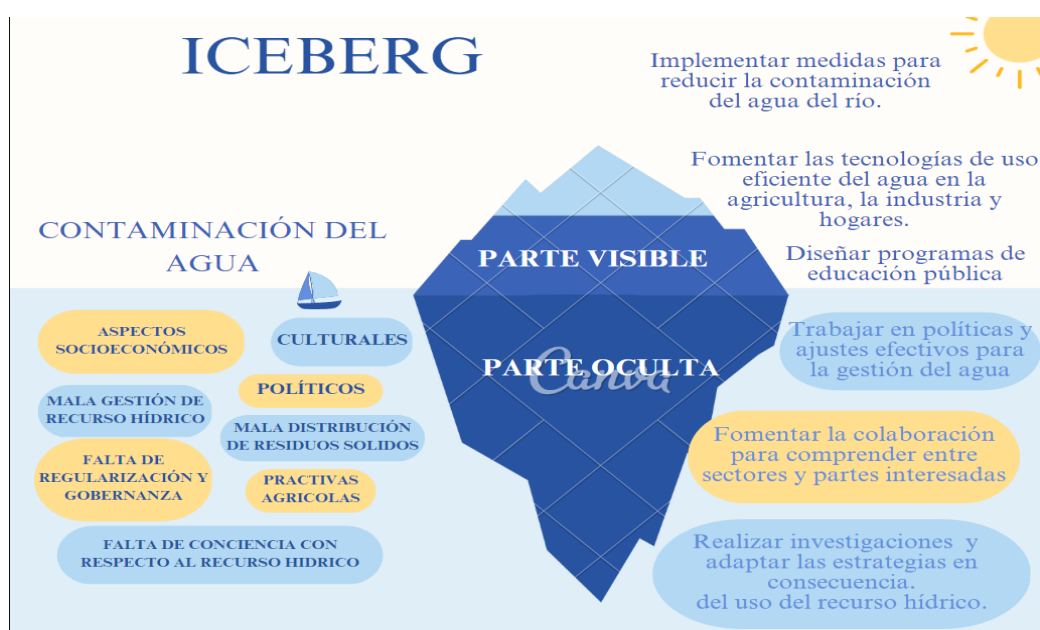 ICEBERG
Implementar medidas para
reducir la contaminación
del agua del río.
Fomentar las tecnologías de uso
eficiente del agua en la
agricultura, la industria y
hogares.
Diseñar programas de
educación pública
CONTAMINACIÓN DEL
AGUA
PARTE VISIBLE
PARTE OCULTA
Canva
ASPECTOS
SOCIOECONÓMICOS
CULTURALES
POLÍTICOS
MALA GESTIÓN DE
RECURSO HÍDRICO
MALA DISTRIBUCIÓN
DE RESIDUOS SOLIDOS
FALTA DE
REGULARIZACIÓN Y
GOBERNANZA
PRACTIVAS
AGRICOLAS
FALTA DE CONCIENCIA CON
RESPECTO AL RECURSO HIDRICO
Trabajar en políticas y
ajustes efectivos para
la gestión del agua
Fomentar la colaboración
para comprender entre
sectores y partes interesadas
Realizar investigaciones y
adaptar las estrategias en
consecuencia.
del uso del recurso hídrico.